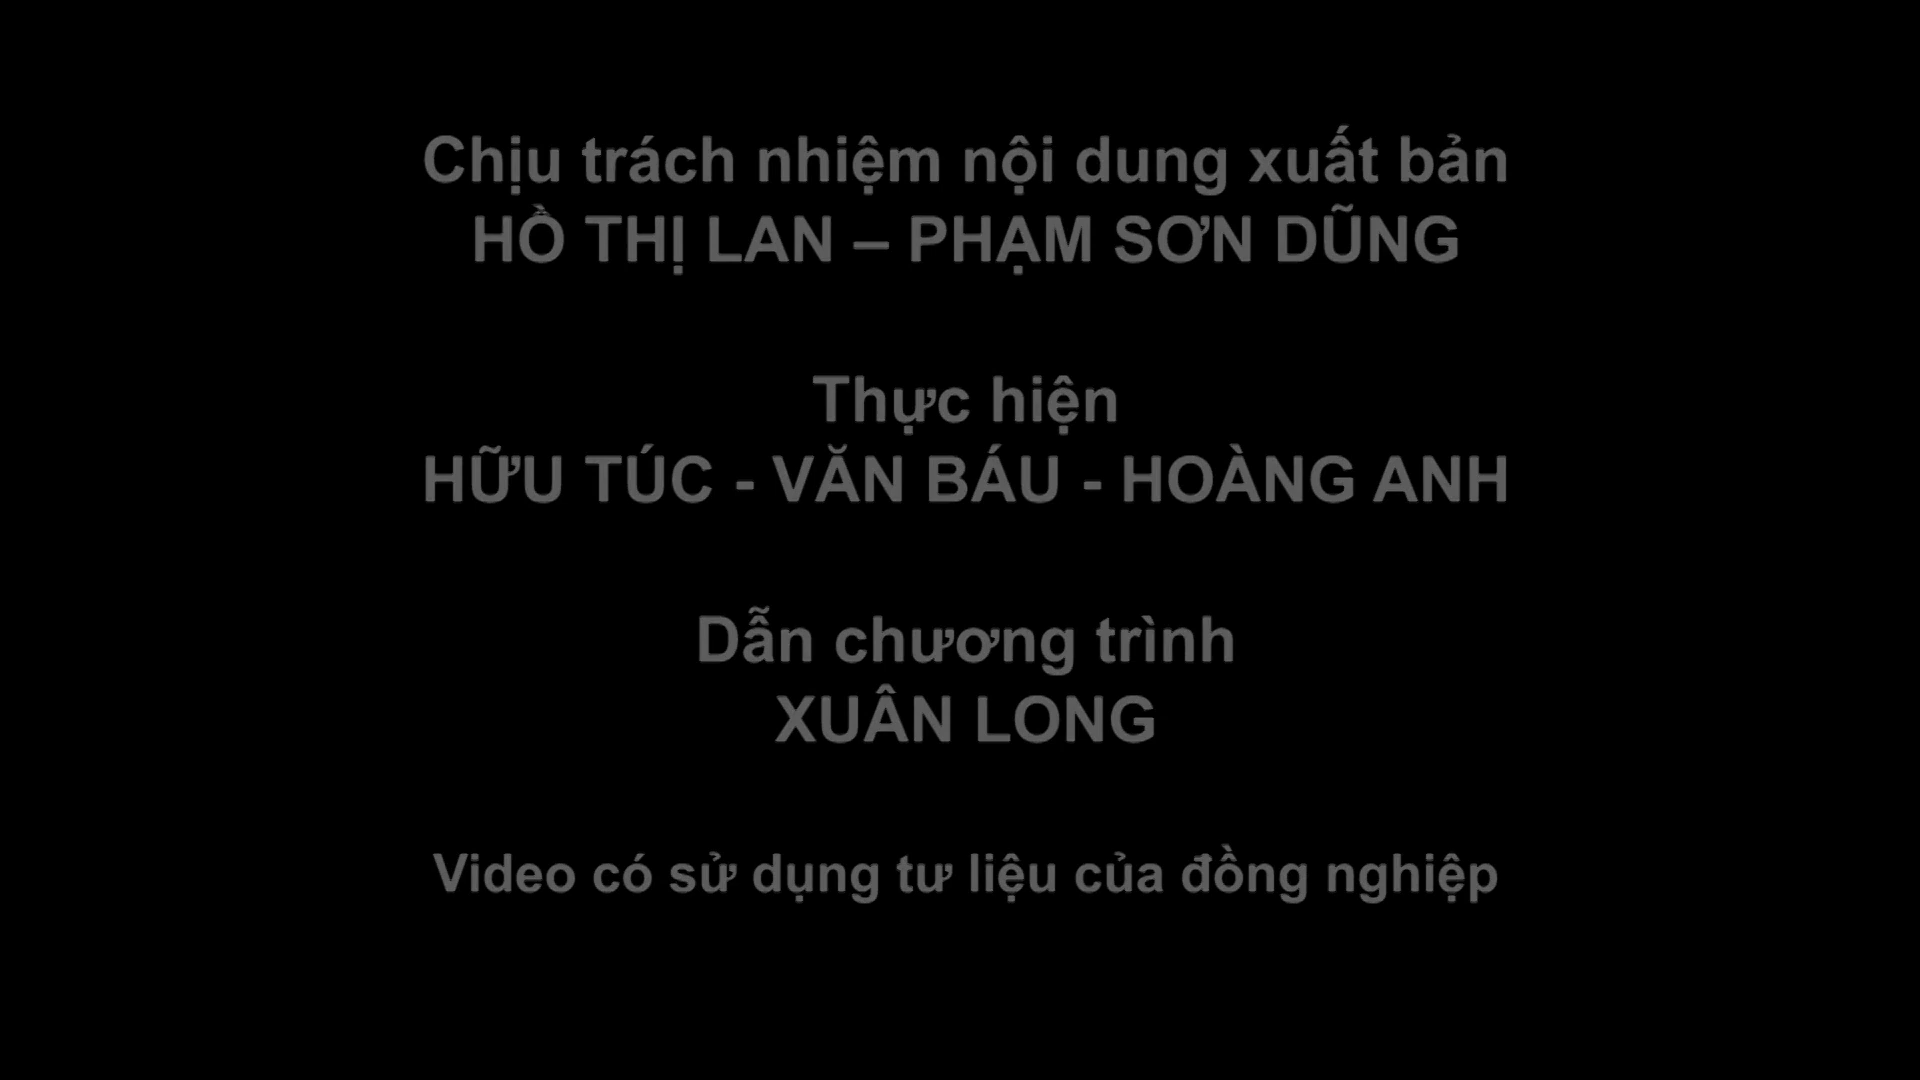 Chịu trách nhiệm nội dung xuất bản
HỒ THỊ LAN – PHẠM SƠN DŨNG
Thực hiện
HỮU TÚC - VĂN BÁU - HOÀNG ANH
Dẫn chương trình
XUÂN LONG
Video có sử dụng tư liệu của đồng nghiệp